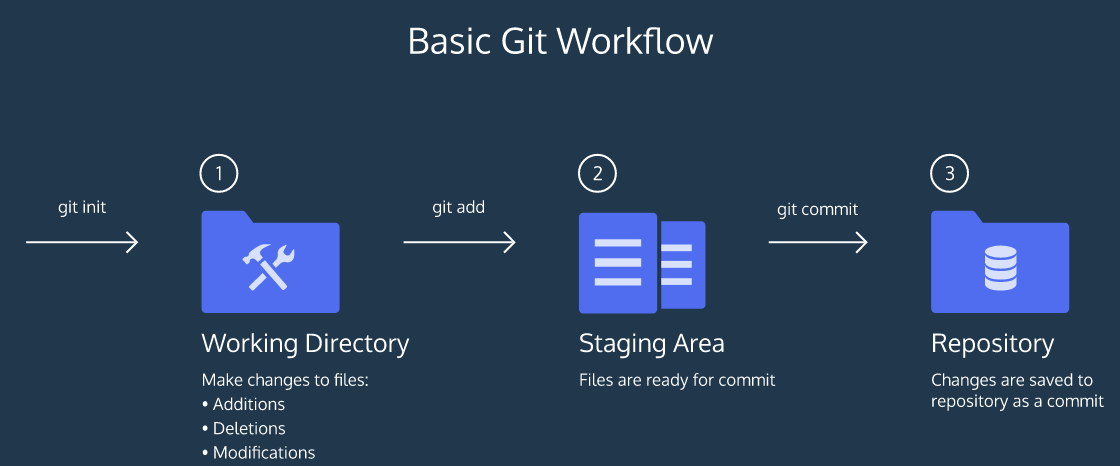 Basic Git Workflow
1
2
3
git init
git add
git commit
Working Directory
Make changes to files:
• Additions
• Deletions
• Modifications
Staging Area
Files are ready for commit
Repository
Changes are saved to
repository as a commit